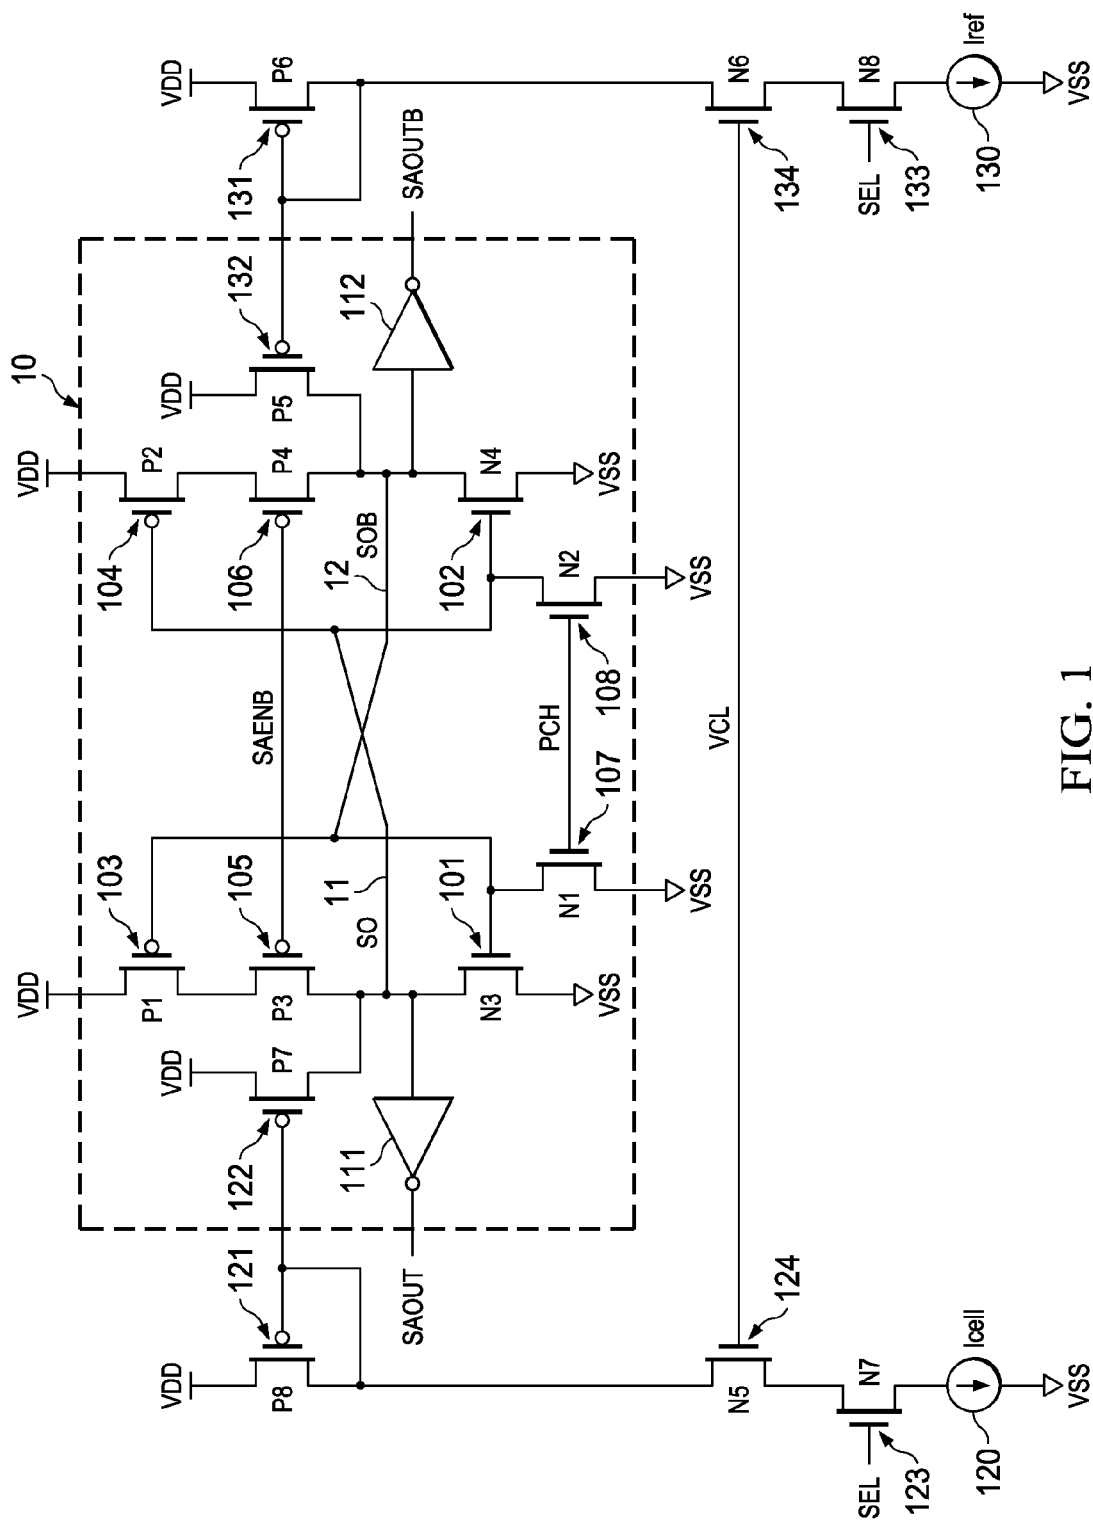 10
VDD
VDD
P1
103
P2
104
VDD
P8
121
VDD
P7
122
P3
105
SAENB
P4
106
VDD
P5
132
VDD
P6
131
SAOUT
111
SO
11
12
SOB
112
SAOUTB
N3
101
N4
102
VSS
N1
107
PCH
108
N2
VSS
VSS
VSS
N5
124
VCL
N6
134
SEL
123
N7
SEL
133
N8
120
Icell
130
Iref
VSS
VSS
FIG. 1